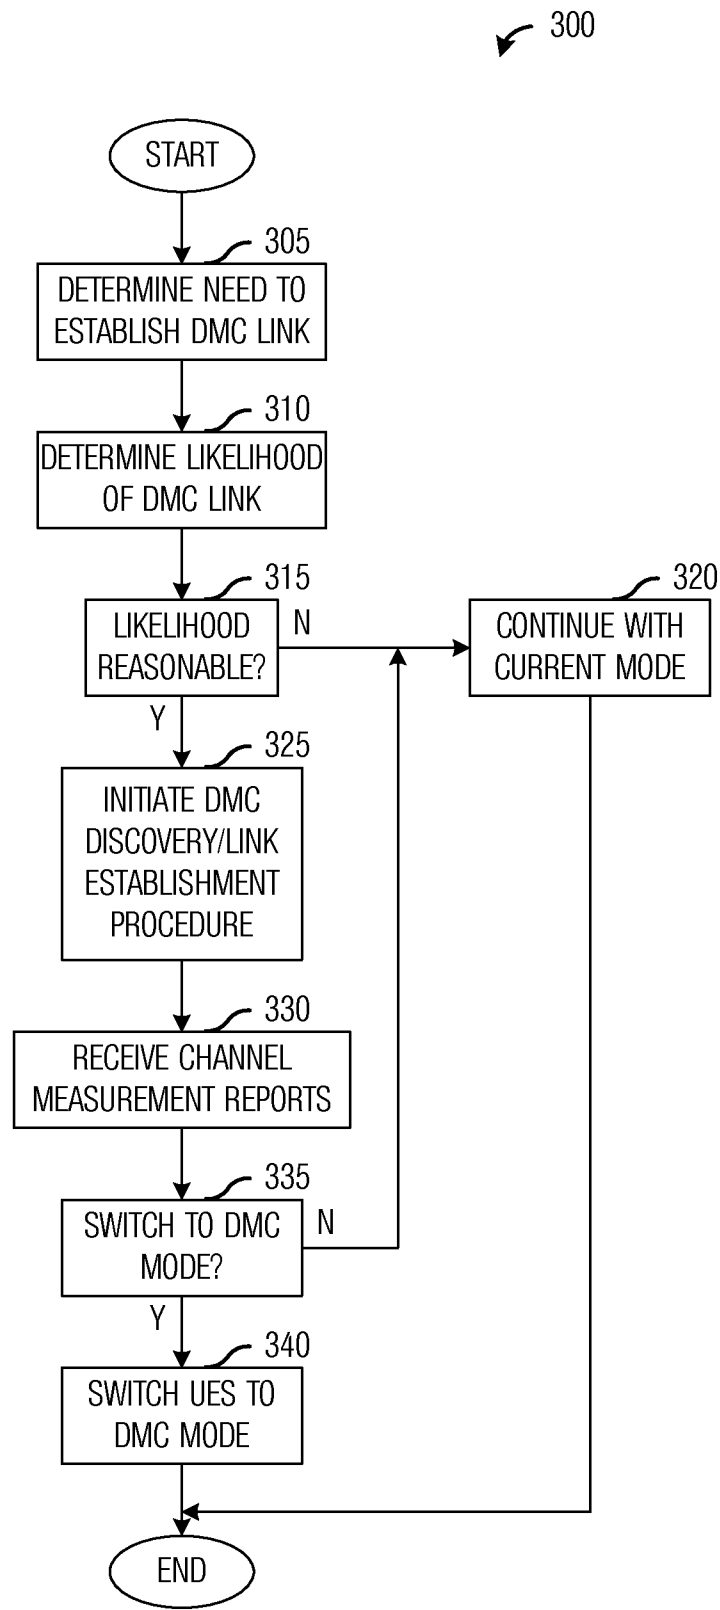 300
START
305
DETERMINE NEED TO
ESTABLISH DMC LINK
310
DETERMINE LIKELIHOOD
OF DMC LINK
315
LIKELIHOOD
REASONABLE?
N
320
CONTINUE WITH
CURRENT MODE
Y
325
INITIATE DMC
DISCOVERY/LINK
ESTABLISHMENT
PROCEDURE
330
RECEIVE CHANNEL
MEASUREMENT REPORTS
335
SWITCH TO DMC
MODE?
N
Y
340
SWITCH UES TO
DMC MODE
END